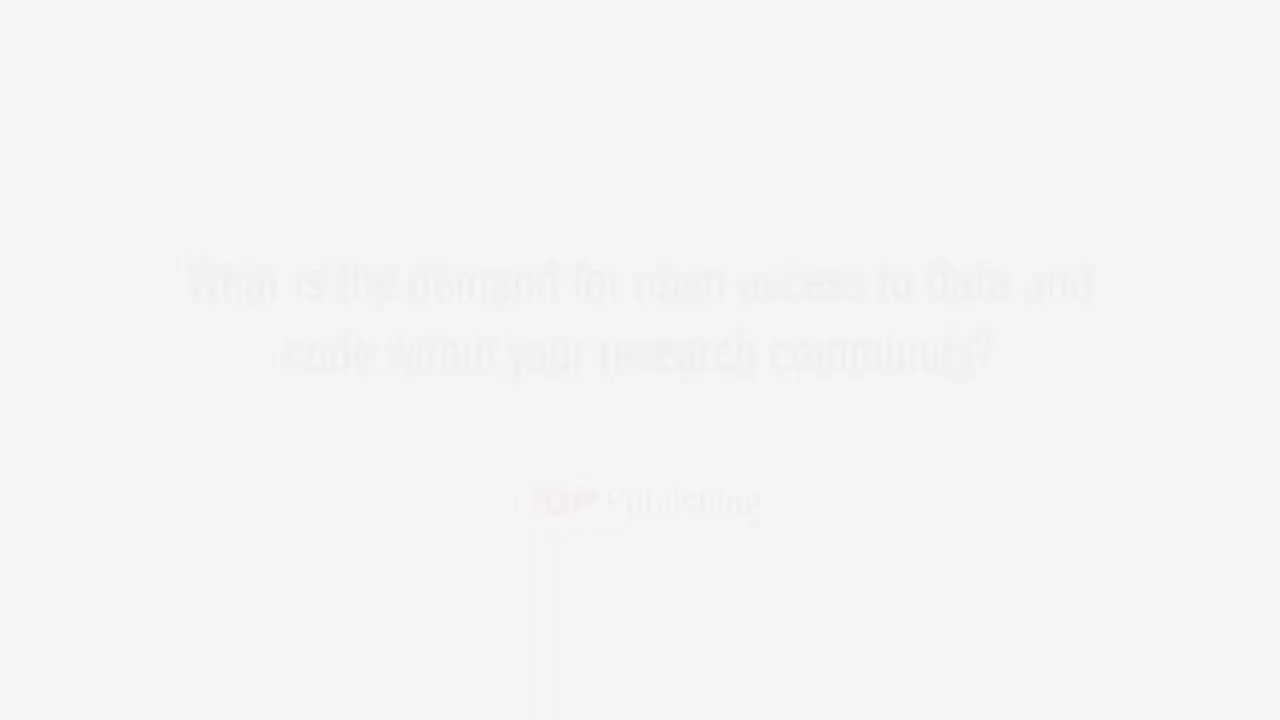 What is the demand for open access to data and
code within your research community?
IOP Publishing